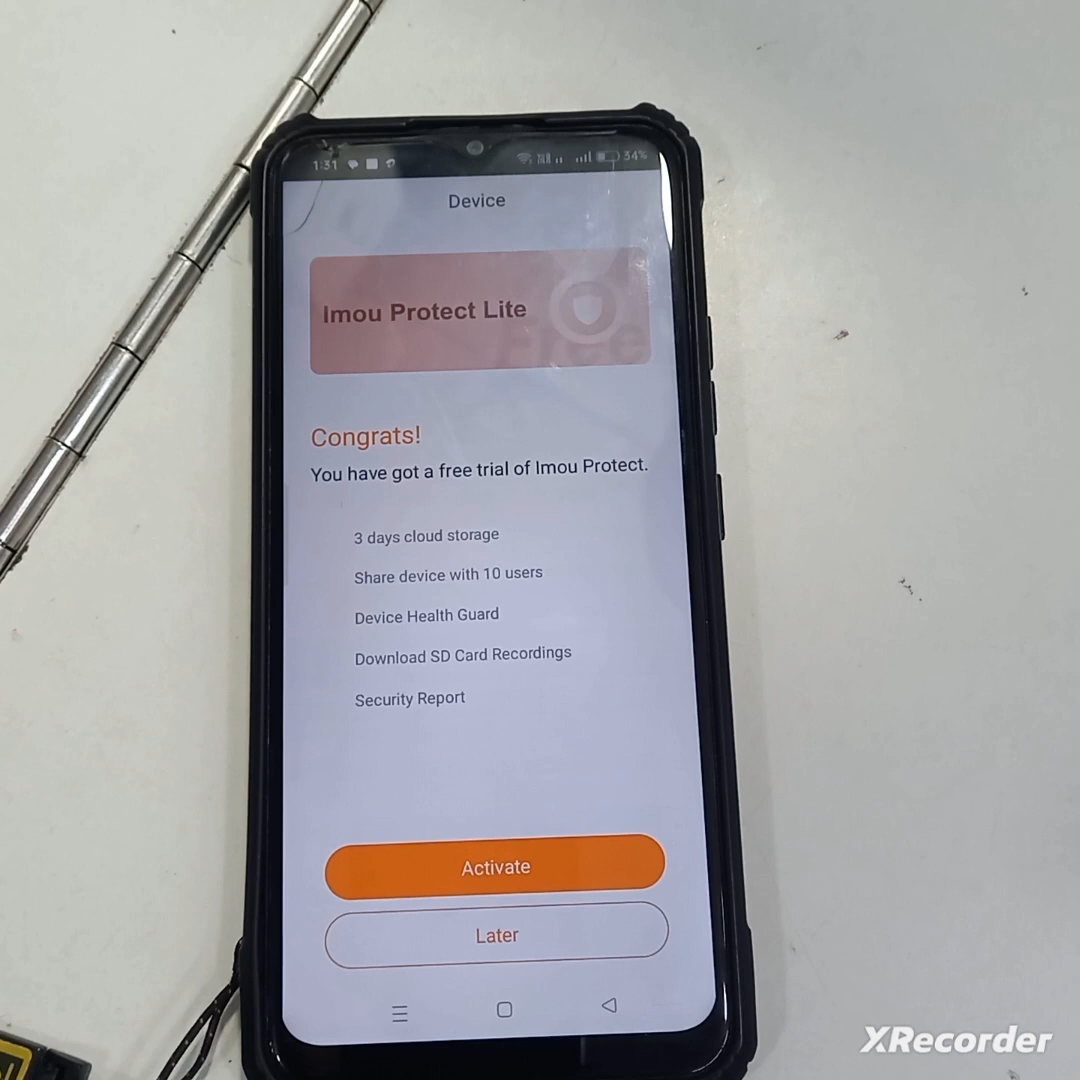 1:31
34%
Device
Imou Protect Lite
Free
Congrats!
You have got a free trial of Imou Protect.
3 days cloud storage
Share device with 10 users
Device Health Guard
Download SD Card Recordings
Security Report
Activate
Later
XRecorder